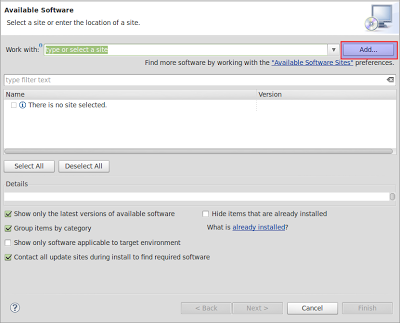 Available Software
Select a site or enter the location of a site.
Work with: type or select a site Add...
Find more software by working with the "Available Software Sites" preferences.
type filter text
Name Version
There is no site selected.
Select All Deselect All
Details
Show only the latest versions of available software Hide items that are already installed
Group items by category What is already installed?
Show only software applicable to target environment
Contact all update sites during install to find required software
< Back Next > Cancel Finish